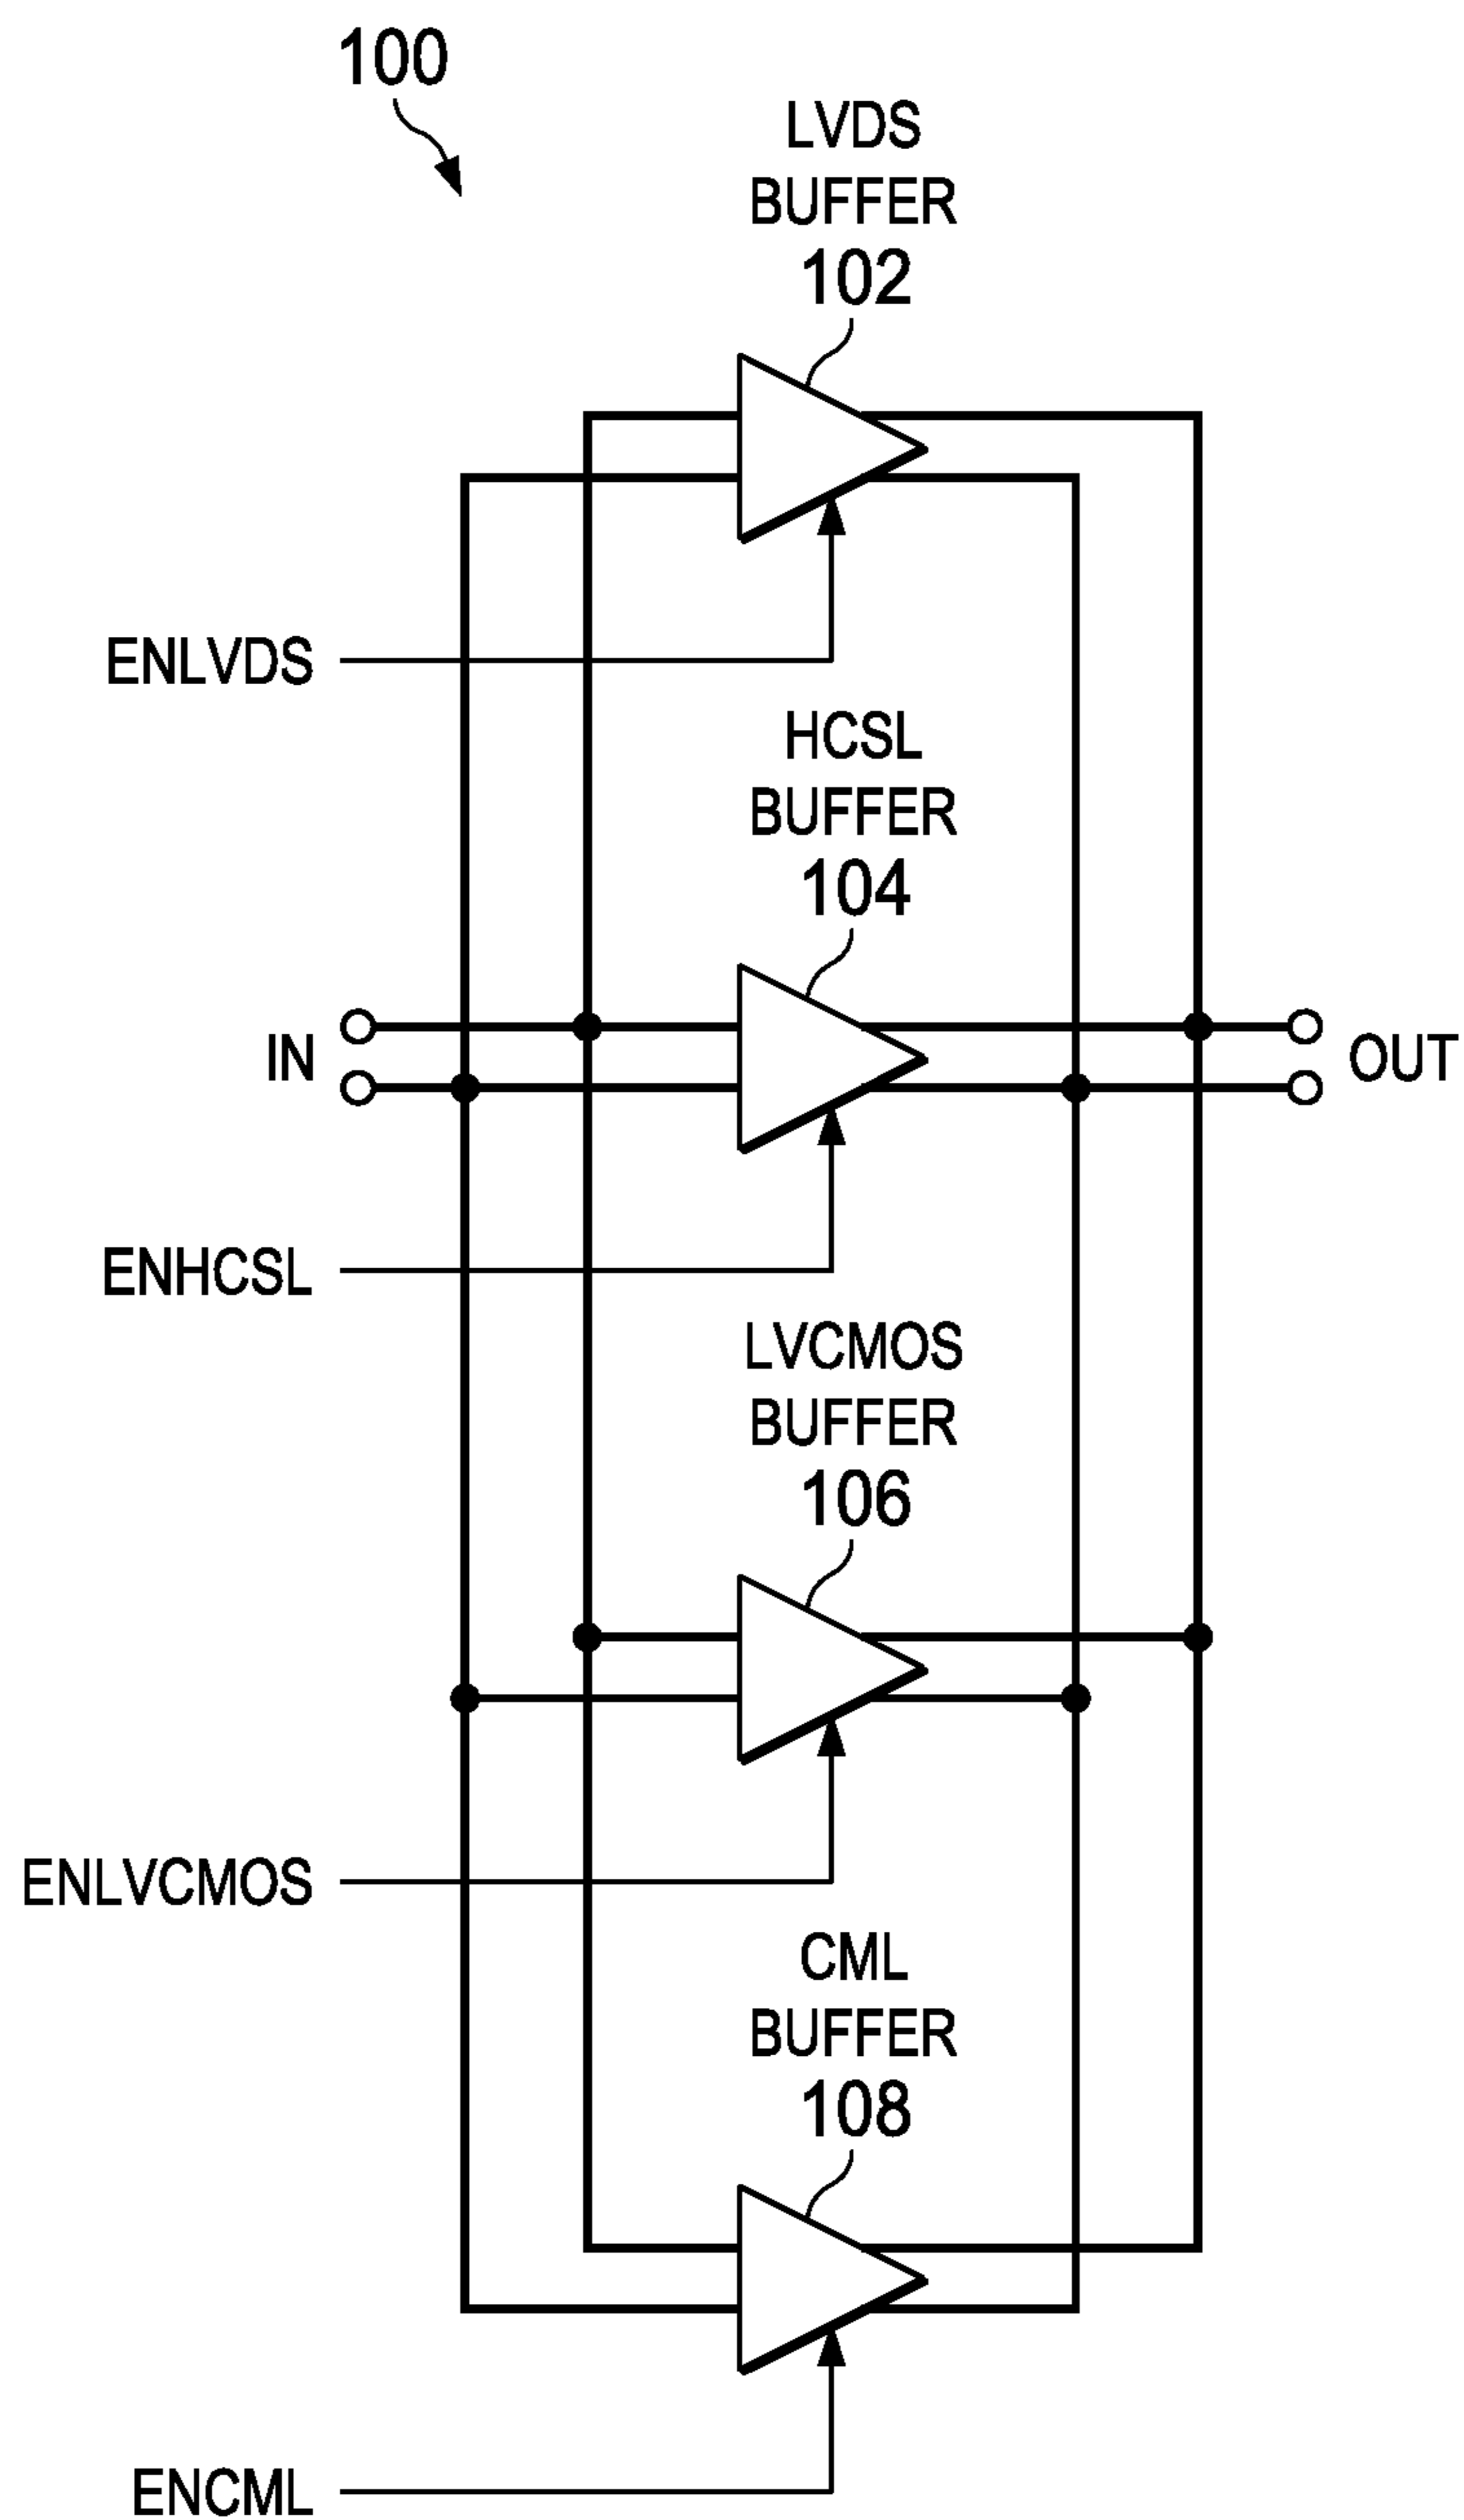 100
LVDS
BUFFER
102
ENLVDS
HCSL
BUFFER
104
IN
OUT
ENHCSL
LVCMOS
BUFFER
106
ENLVCMOS
CML
BUFFER
108
ENCML